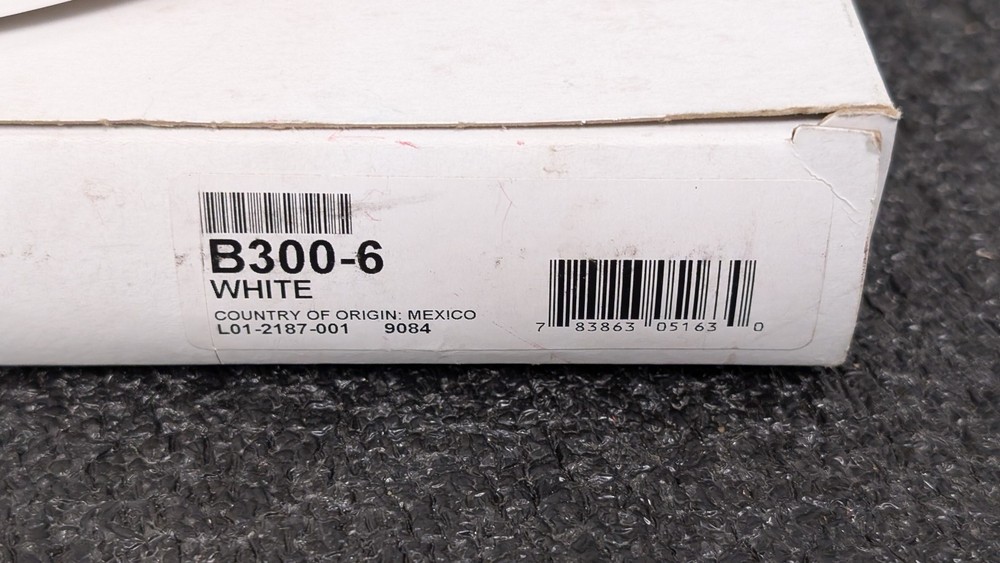 B300-6
WHITE
COUNTRY OF ORIGIN: MEXICO
L01-2187-001 9084
7 83863 05163 0